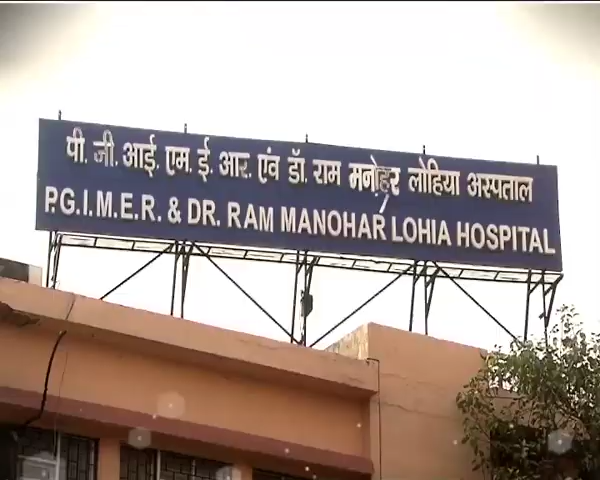 पी. जी. आई. एम. ई. आर. एवं डॉ. राम मनोहर लोहिया अस्पताल
P.G.I.M.E.R. & DR. RAM MANOHAR LOHIA HOSPITAL